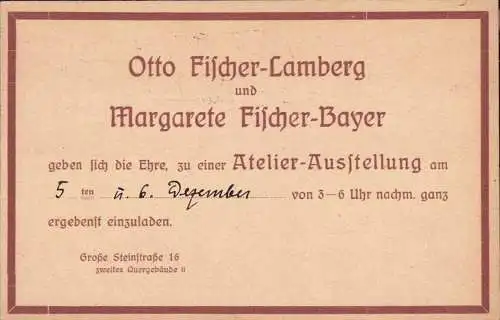 Otto Fischer-Lamberg
und
Margarete Fischer-Bayer
geben sich die Ehre, zu einer Atelier-Ausstellung am
5 ten u. 6. Dezember von 3–6 Uhr nachm. ganz
ergebenst einzuladen.
Große Steinstraße 16
zweites Quergebäude II